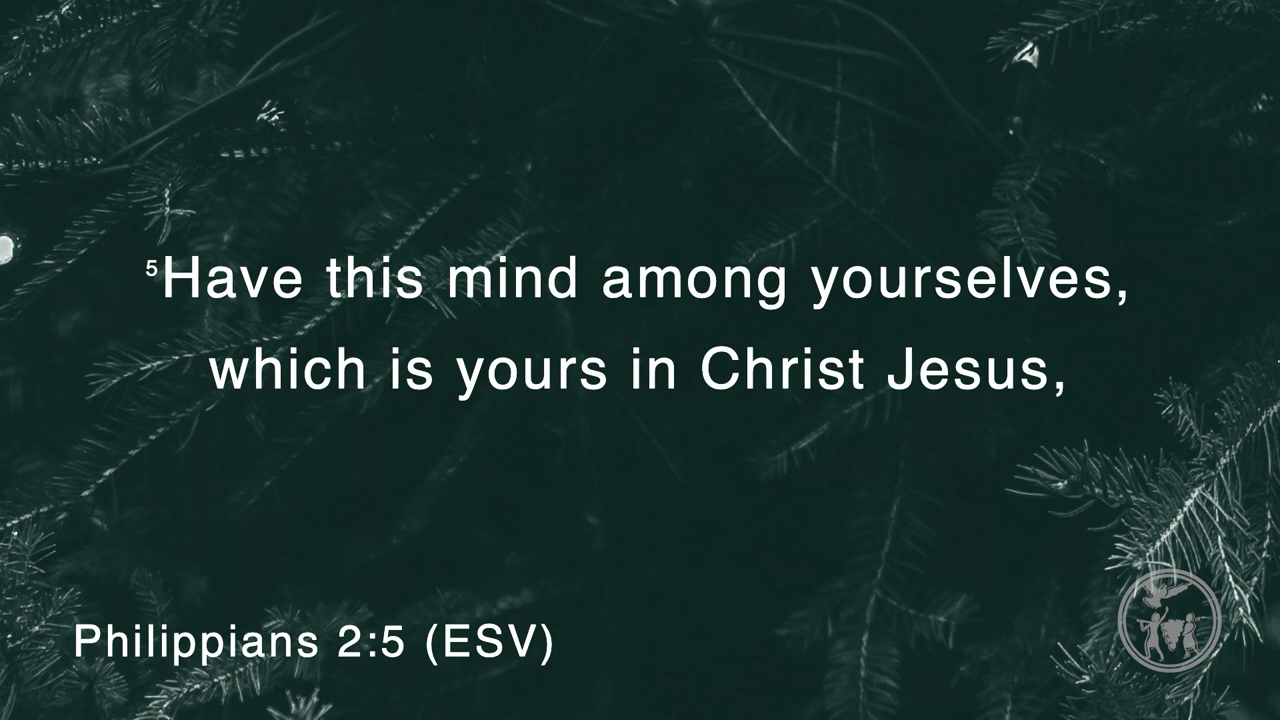 ⁵Have this mind among yourselves,
which is yours in Christ Jesus,
Philippians 2:5 (ESV)